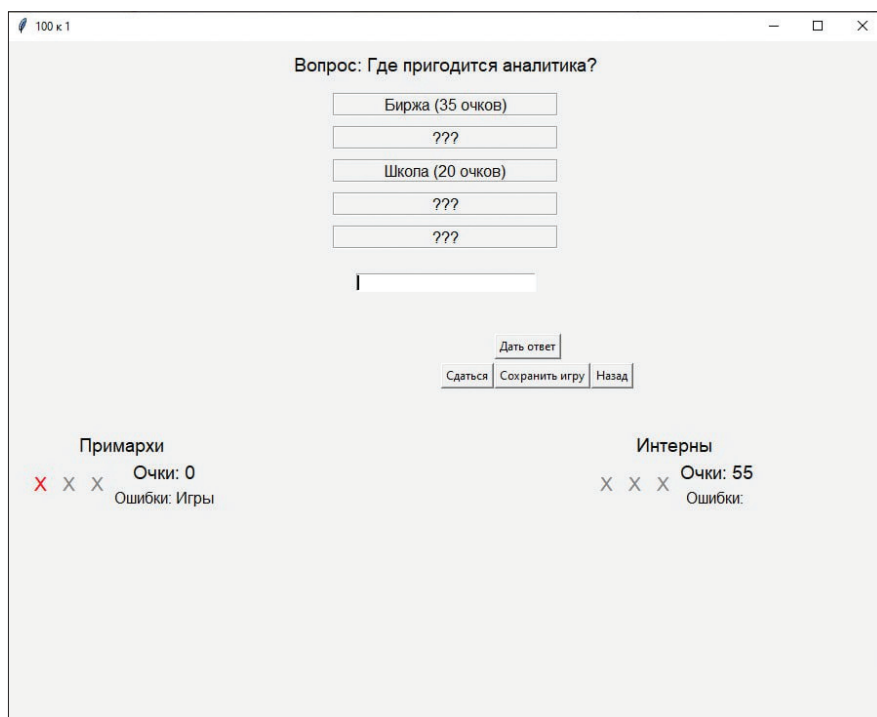 100 к 1
Вопрос: Где пригодится аналитика?
Биржа (35 очков)
???
Школа (20 очков)
???
???
Дать ответ
Сдаться Сохранить игру Назад
Примархи
X X X Очки: 0
Ошибки: Игры
Интерны
X X X Очки: 55
Ошибки: